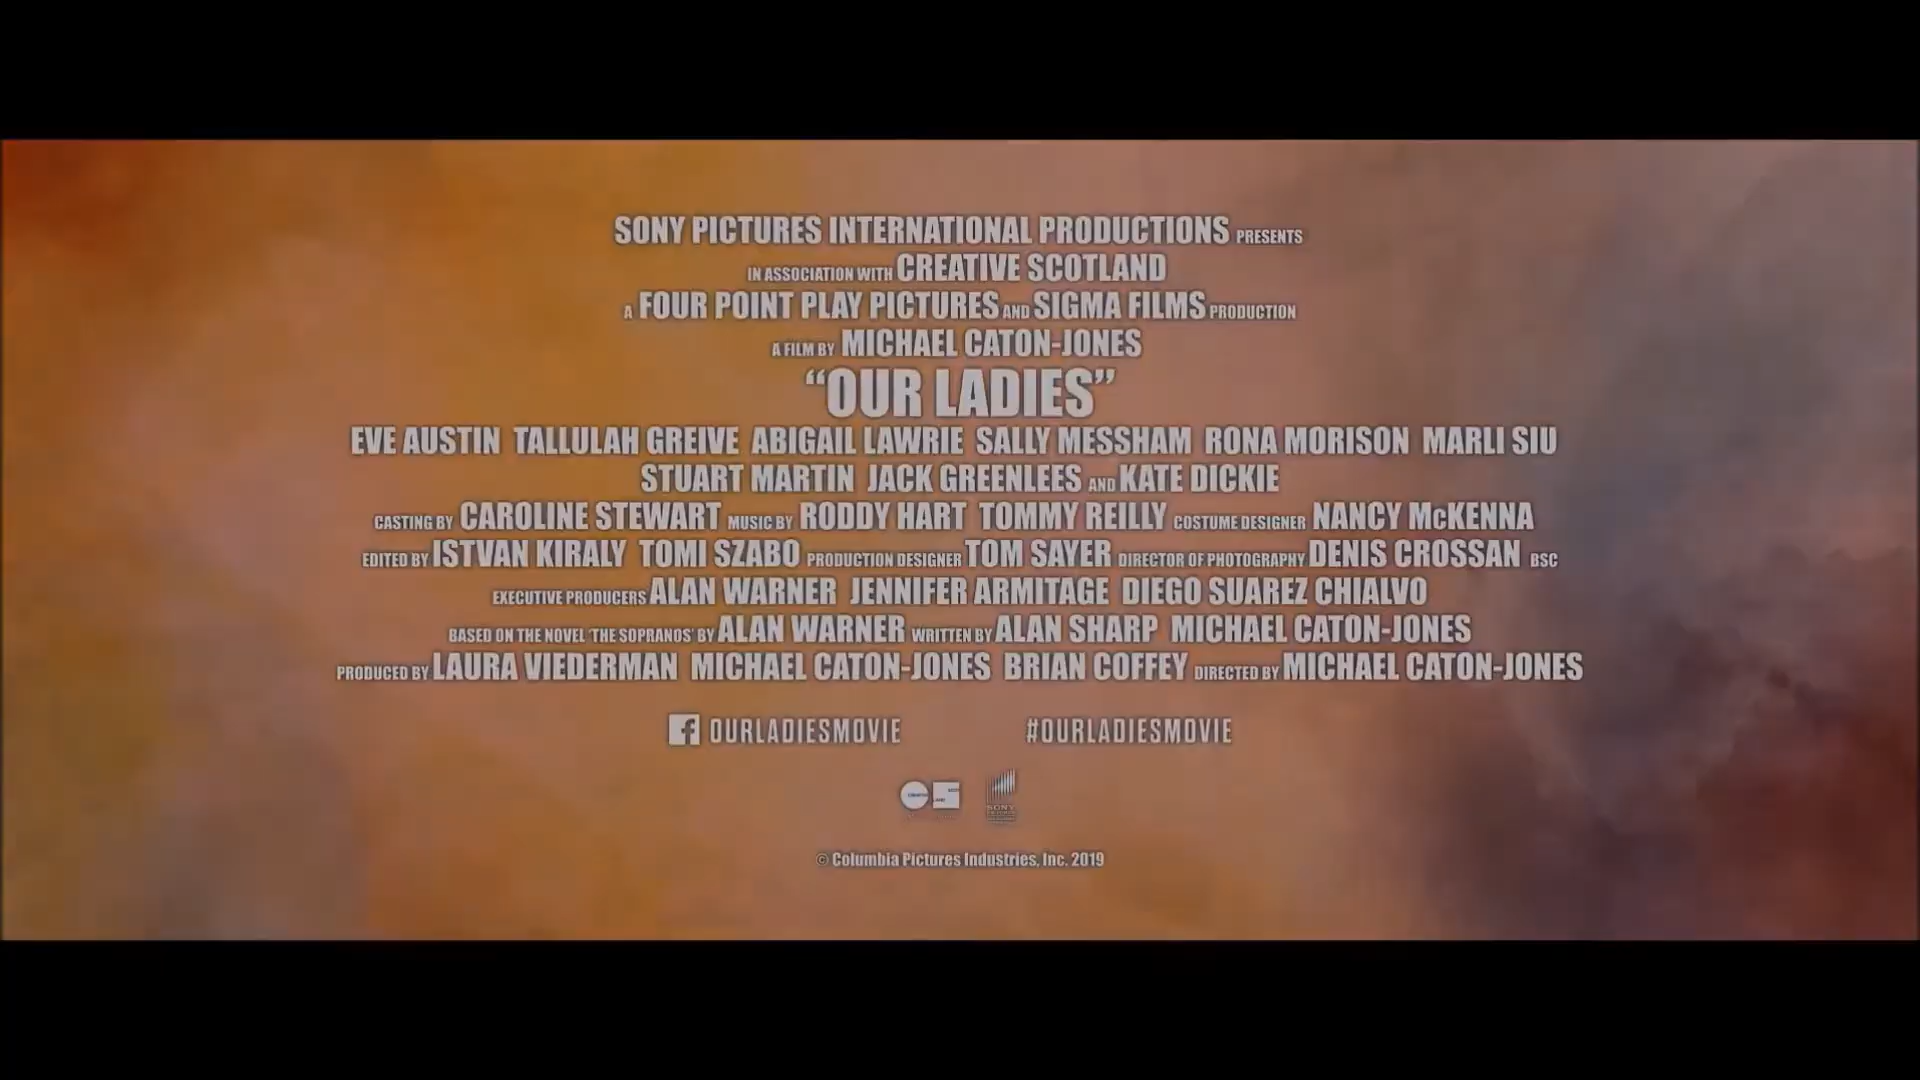 SONY PICTURES INTERNATIONAL PRODUCTIONS PRESENTS
IN ASSOCIATION WITH CREATIVE SCOTLAND
A FOUR POINT PLAY PICTURES AND SIGMA FILMS PRODUCTION
A FILM BY MICHAEL CATON-JONES
“OUR LADIES”
EVE AUSTIN TALLULAH GREIVE ABIGAIL LAWRIE SALLY MESSHAM RONA MORISON MARLI SIU
STUART MARTIN JACK GREENLEES AND KATE DICKIE
CASTING BY CAROLINE STEWART MUSIC BY RODDY HART TOMMY REILLY COSTUME DESIGNER NANCY McKENNA
EDITED BY ISTVAN KIRALY TOMI SZABO PRODUCTION DESIGNER TOM SAYER DIRECTOR OF PHOTOGRAPHY DENIS CROSSAN BSC
EXECUTIVE PRODUCERS ALAN WARNER JENNIFER ARMITAGE DIEGO SUAREZ CHIALVO
BASED ON THE NOVEL ‘THE SOPRANOS’ BY ALAN WARNER WRITTEN BY ALAN SHARP MICHAEL CATON-JONES
PRODUCED BY LAURA VIEDERMAN MICHAEL CATON-JONES BRIAN COFFEY DIRECTED BY MICHAEL CATON-JONES
f OURLADIESMOVIE #OURLADIESMOVIE
SONY
© Columbia Pictures Industries, Inc. 2019